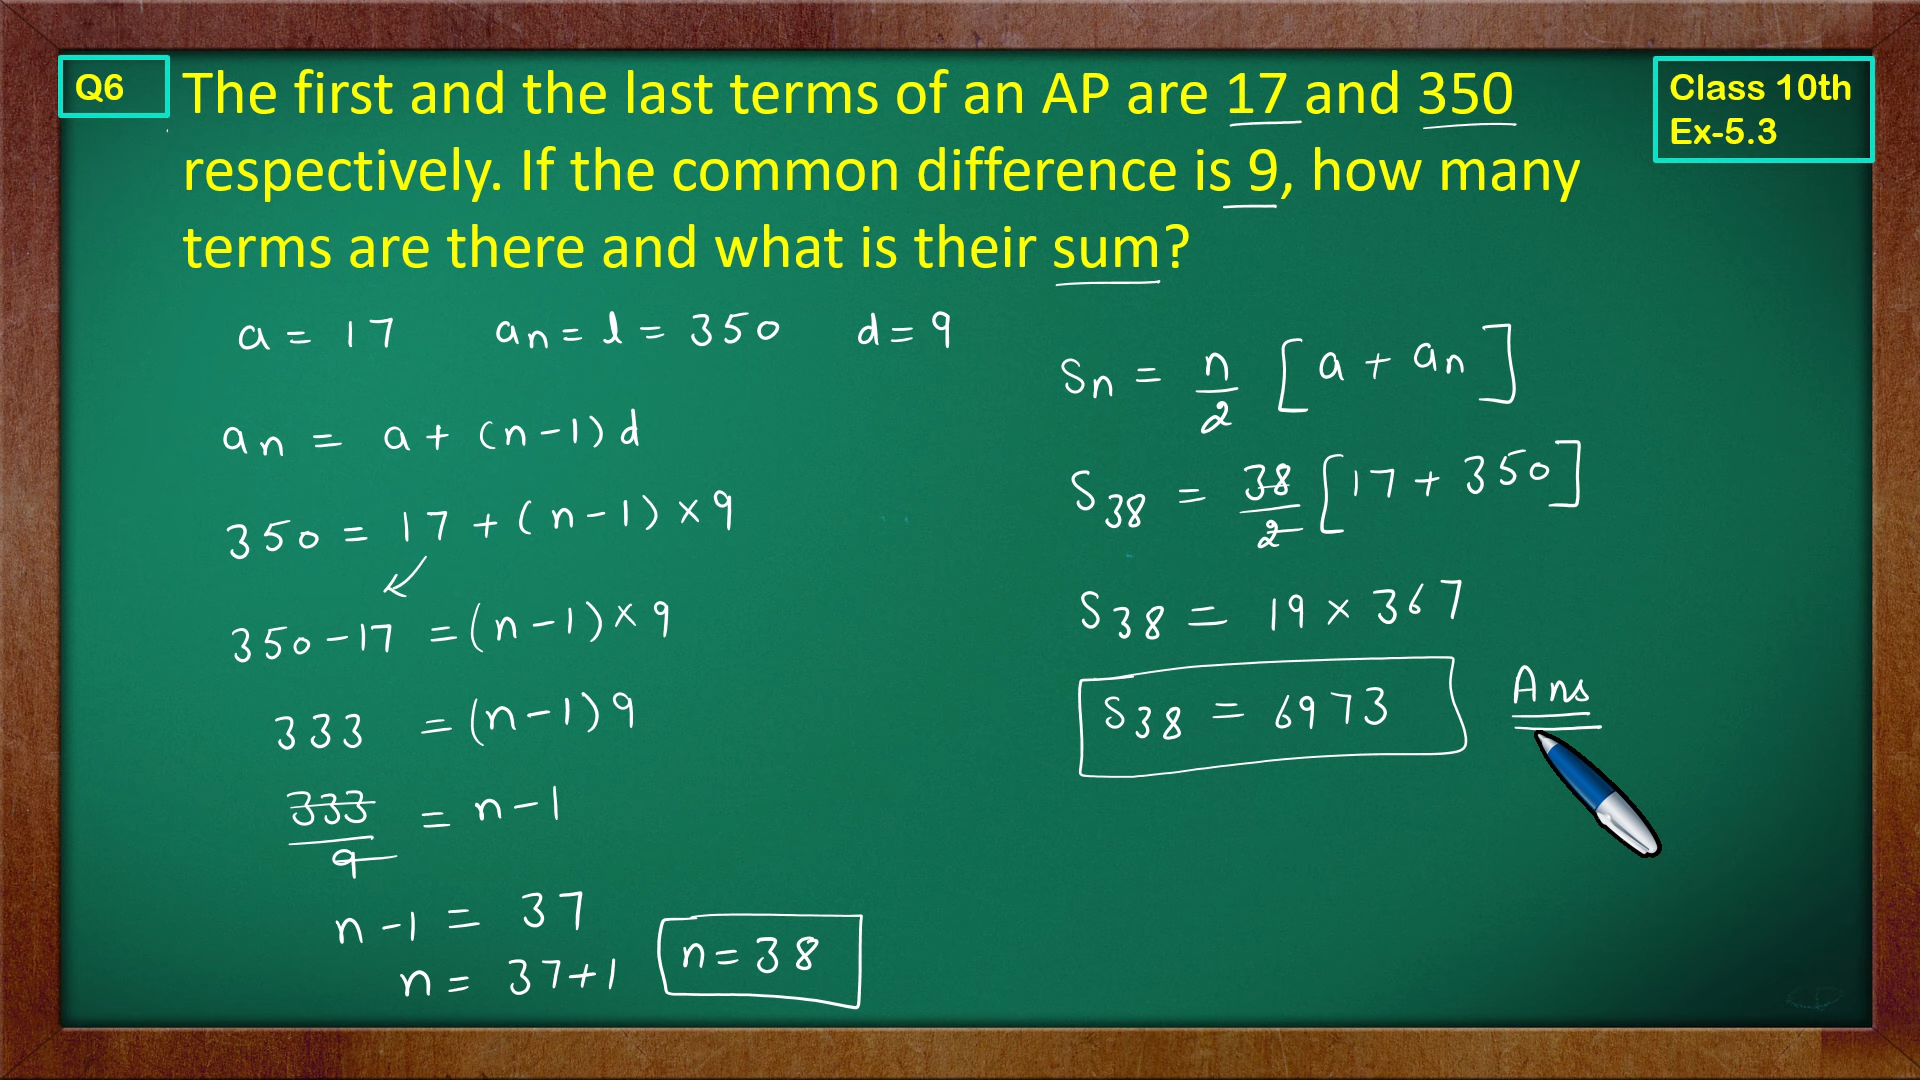 Q6
The first and the last terms of an AP are 17 and 350
respectively. If the common difference is 9, how many
terms are there and what is their sum?
Class 10th
Ex-5.3
a = 17 an = l = 350 d = 9
an = a + (n-1) d
350 = 17 + (n-1) × 9
350-17 = (n-1) × 9
333 = (n-1) 9
333/9 = n-1
n-1 = 37
n = 37+1
n = 38
Sn = n/2 [a + an]
S38 = 38/2 [17 + 350]
S38 = 19 × 367
S38 = 6973
Ans